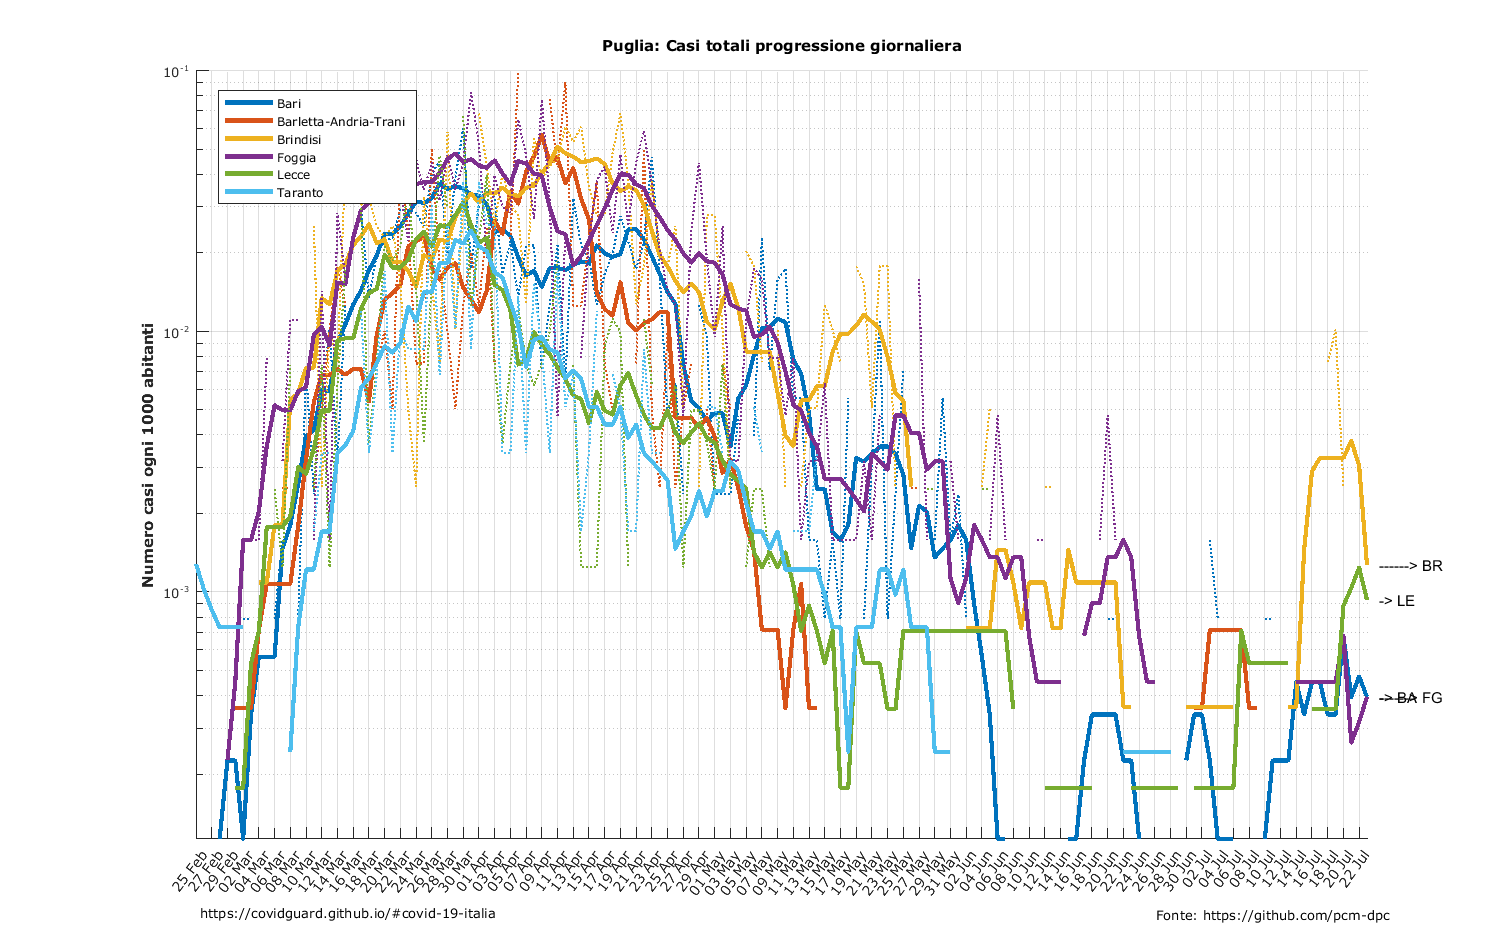 Puglia: Casi totali progressione giornaliera
Numero casi ogni 1000 abitanti
10⁻¹
10⁻²
10⁻³
Bari
Barletta-Andria-Trani
Brindisi
Foggia
Lecce
Taranto
------> BR
-> LE
-> BA FG
25 Feb
27 Feb
29 Feb
02 Mar
04 Mar
06 Mar
08 Mar
10 Mar
12 Mar
14 Mar
16 Mar
18 Mar
20 Mar
22 Mar
24 Mar
26 Mar
28 Mar
30 Mar
01 Apr
03 Apr
05 Apr
07 Apr
09 Apr
11 Apr
13 Apr
15 Apr
17 Apr
19 Apr
21 Apr
23 Apr
25 Apr
27 Apr
29 Apr
01 May
03 May
05 May
07 May
09 May
11 May
13 May
15 May
17 May
19 May
21 May
23 May
25 May
27 May
29 May
31 May
02 Jun
04 Jun
06 Jun
08 Jun
10 Jun
12 Jun
14 Jun
16 Jun
18 Jun
20 Jun
22 Jun
24 Jun
26 Jun
28 Jun
30 Jun
02 Jul
04 Jul
06 Jul
08 Jul
10 Jul
12 Jul
14 Jul
16 Jul
18 Jul
20 Jul
22 Jul
https://covidguard.github.io/#covid-19-italia
Fonte: https://github.com/pcm-dpc